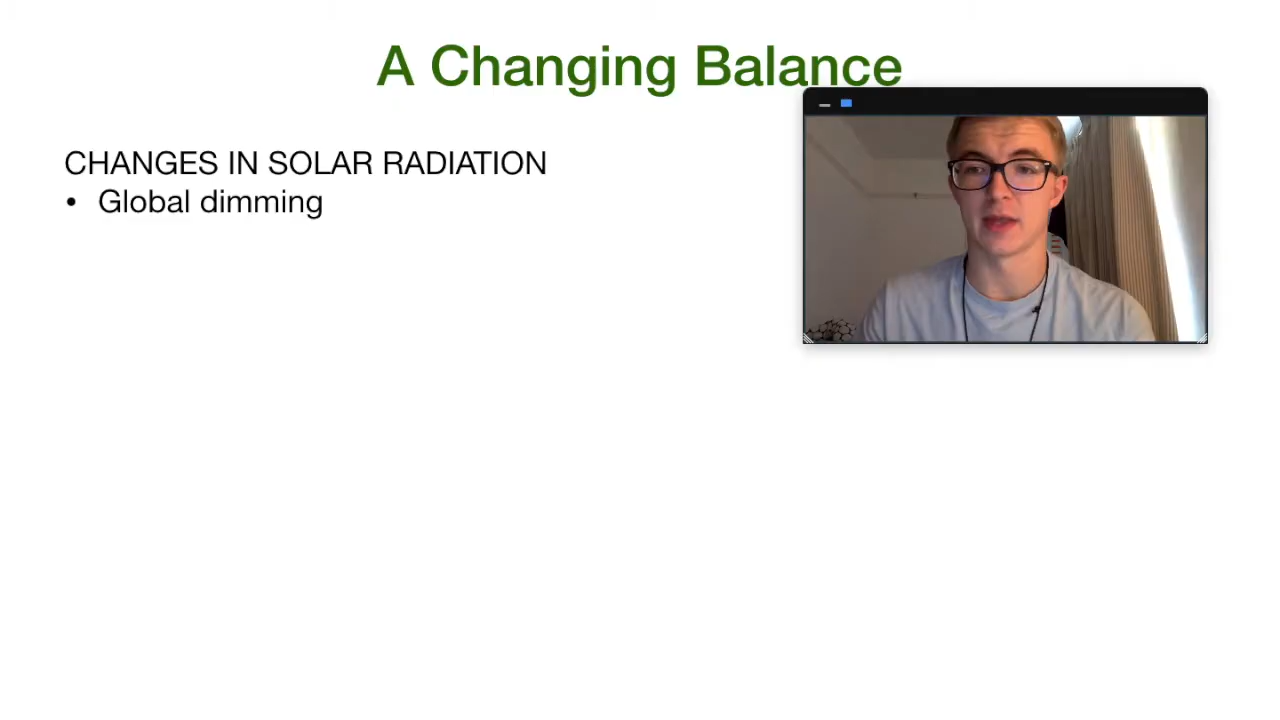 A Changing Balance
CHANGES IN SOLAR RADIATION
• Global dimming